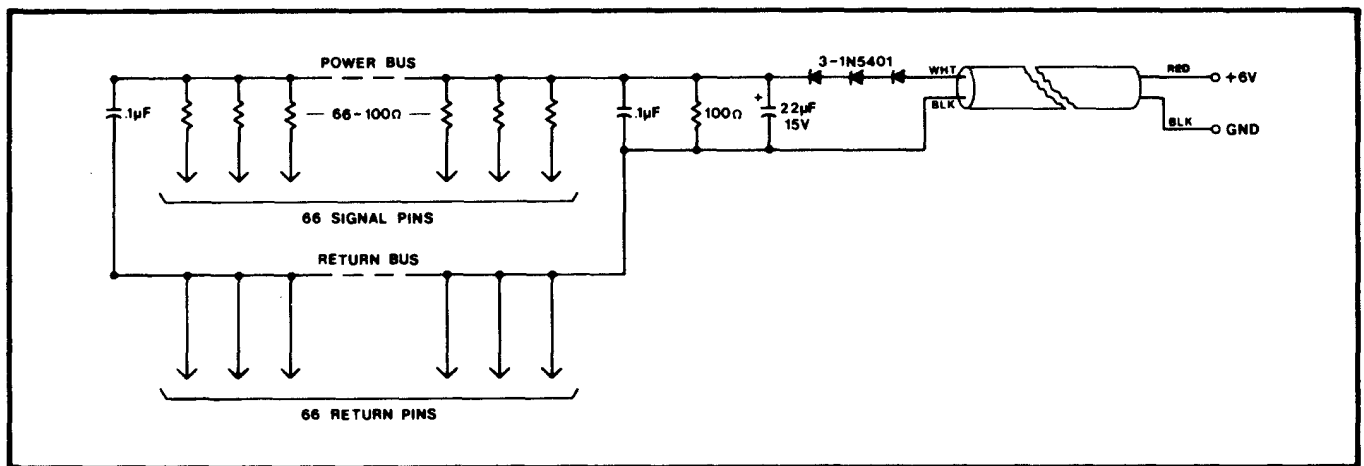 POWER BUS
3-1N5401
WHT
RED
+6V
.1µF
66-100Ω
.1µF
100Ω
+
22µF
15V
BLK
BLK
GND
66 SIGNAL PINS
RETURN BUS
66 RETURN PINS